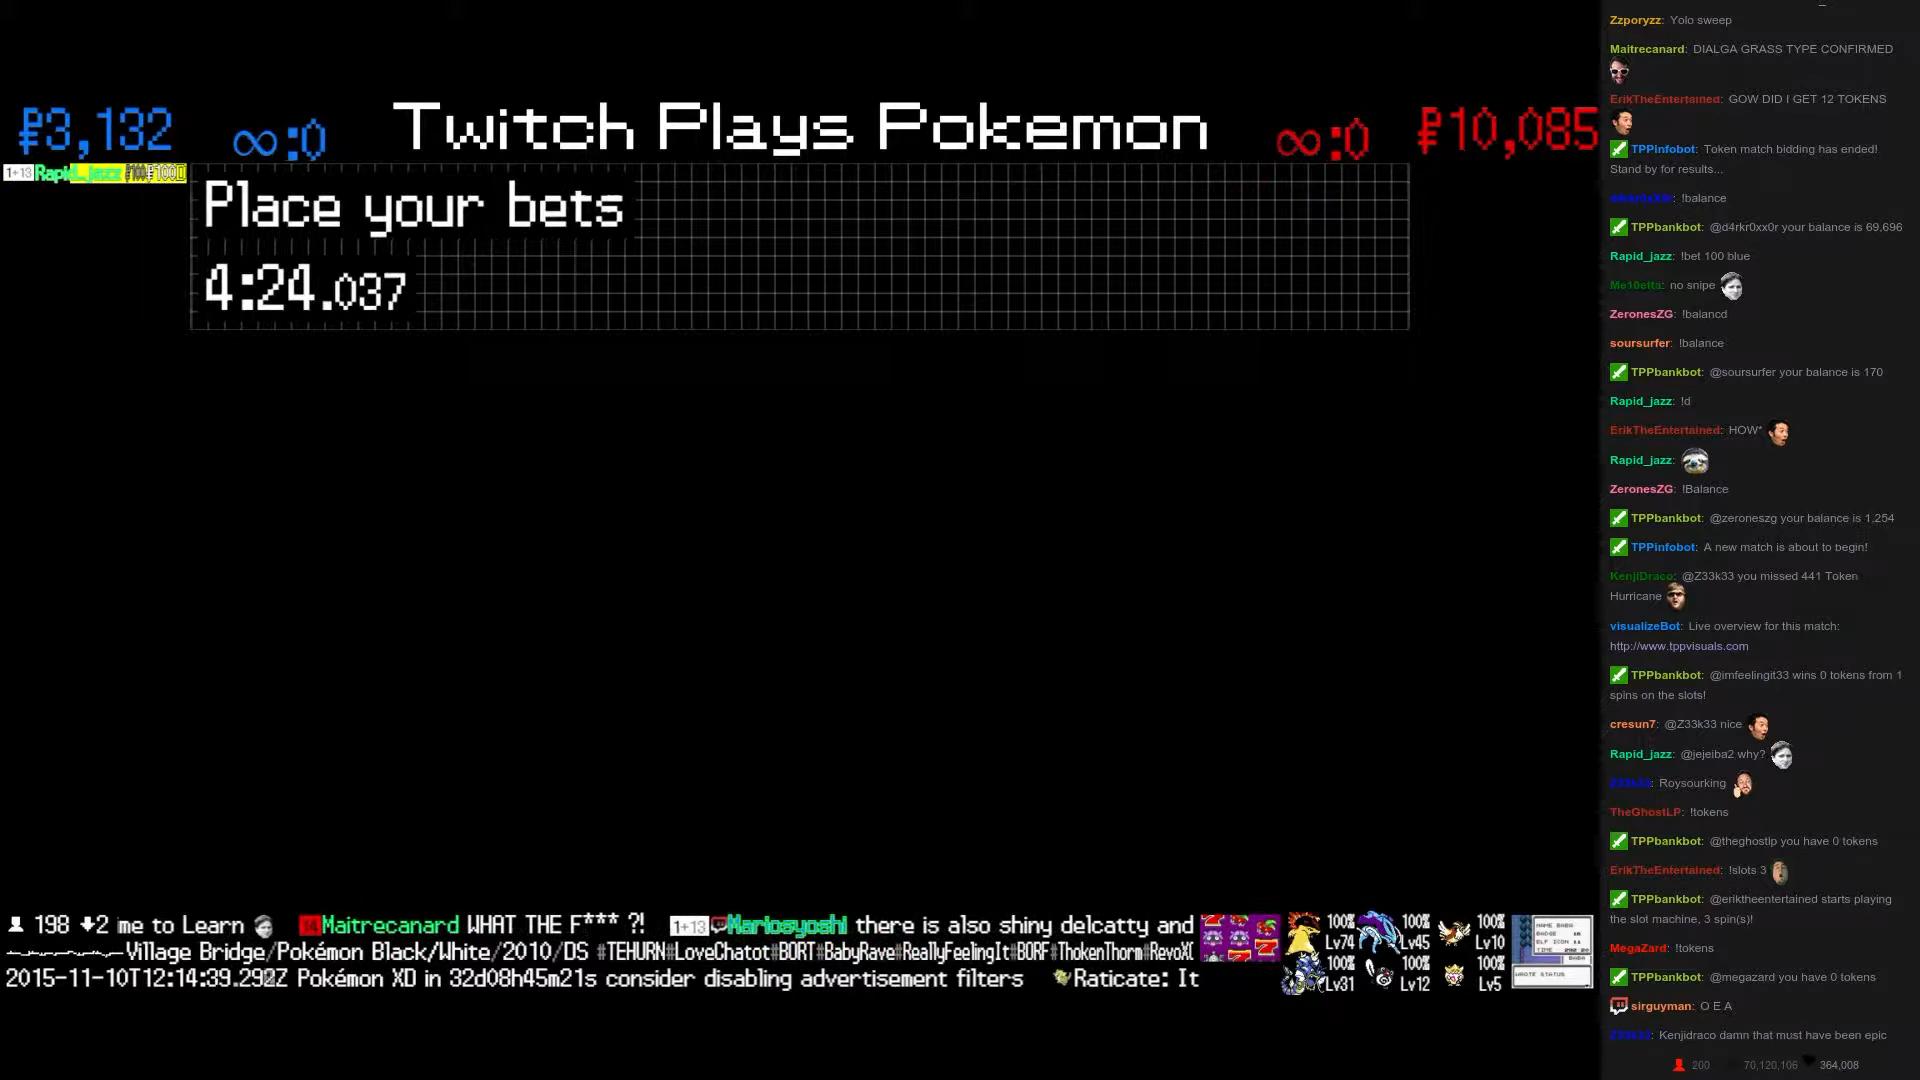 ₽3,132
∞:0
Twitch Plays Pokemon
∞:0
₽10,085
1+13 Rapid_jazz ₽100
Place your bets
4:24.037
198 2 me to Learn Maitrecanard WHAT THE F*** ?! 1+13 Mariosyoshi there is also shiny delcatty and
Village Bridge/Pokémon Black/White/2010/DS #TEHURN#LoveChatot#BORT#BabyRave#ReallyFeelingIt#BORF#ThokenThorm#RevoXD
2015-11-10T12:14:39.290Z Pokémon XD in 32d08h45m21s consider disabling advertisement filters Raticate: It
100% Lv74
100% Lv45
100% Lv10
100% Lv31
100% Lv12
100% Lv5
Zzporyzz: Yolo sweep
Maitrecanard: DIALGA GRASS TYPE CONFIRMED
ErikTheEntertained: GOW DID I GET 12 TOKENS
TPPinfobot: Token match bidding has ended!
Stand by for results...
d4rkr0xx0r: !balance
TPPbankbot: @d4rkr0xx0r your balance is 69,696
Rapid_jazz: !bet 100 blue
Me10etta: no snipe
ZeronesZG: !balancd
soursurfer: !balance
TPPbankbot: @soursurfer your balance is 170
Rapid_jazz: !d
ErikTheEntertained: HOW*
Rapid_jazz:
ZeronesZG: !Balance
TPPbankbot: @zeroneszg your balance is 1,254
TPPinfobot: A new match is about to begin!
KenjiDraco: @Z33k33 you missed 441 Token
Hurricane
visualizeBot: Live overview for this match:
http://www.tppvisuals.com
TPPbankbot: @imfeelingit33 wins 0 tokens from 1
spins on the slots!
cresun7: @Z33k33 nice
Rapid_jazz: @jejeiba2 why?
Z33k33: Roysourking
TheGhostLP: !tokens
TPPbankbot: @theghostlp you have 0 tokens
ErikTheEntertained: !slots 3
TPPbankbot: @eriktheentertained starts playing
the slot machine, 3 spin(s)!
MegaZard: !tokens
TPPbankbot: @megazard you have 0 tokens
sirguyman: O E A
Z33k33: Kenjidraco damn that must have been epic
200 70,120,106 364,008